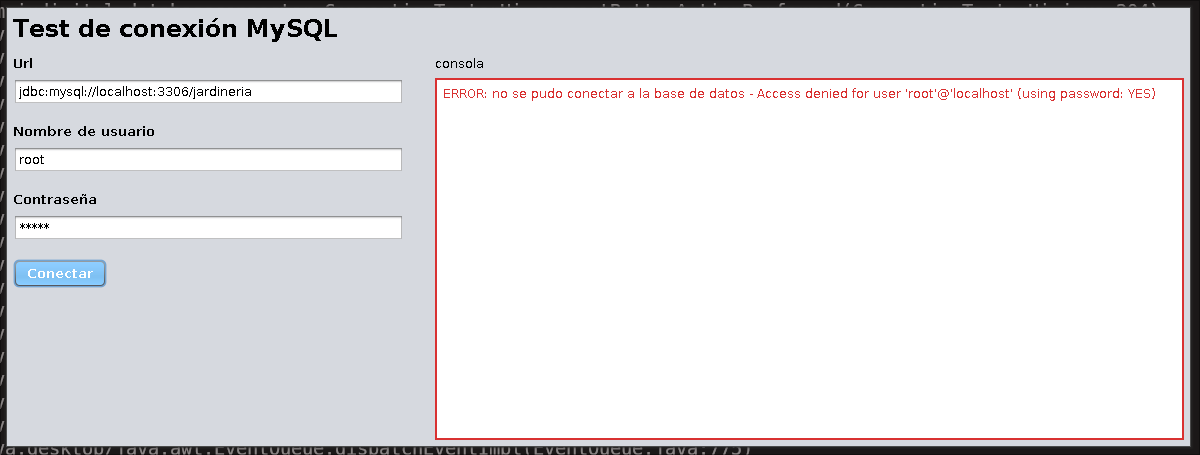 Test de conexión MySQL
Url
jdbc:mysql://localhost:3306/jardineria
Nombre de usuario
root
Contraseña
*****
Conectar
consola
ERROR: no se pudo conectar a la base de datos - Access denied for user 'root'@'localhost' (using password: YES)